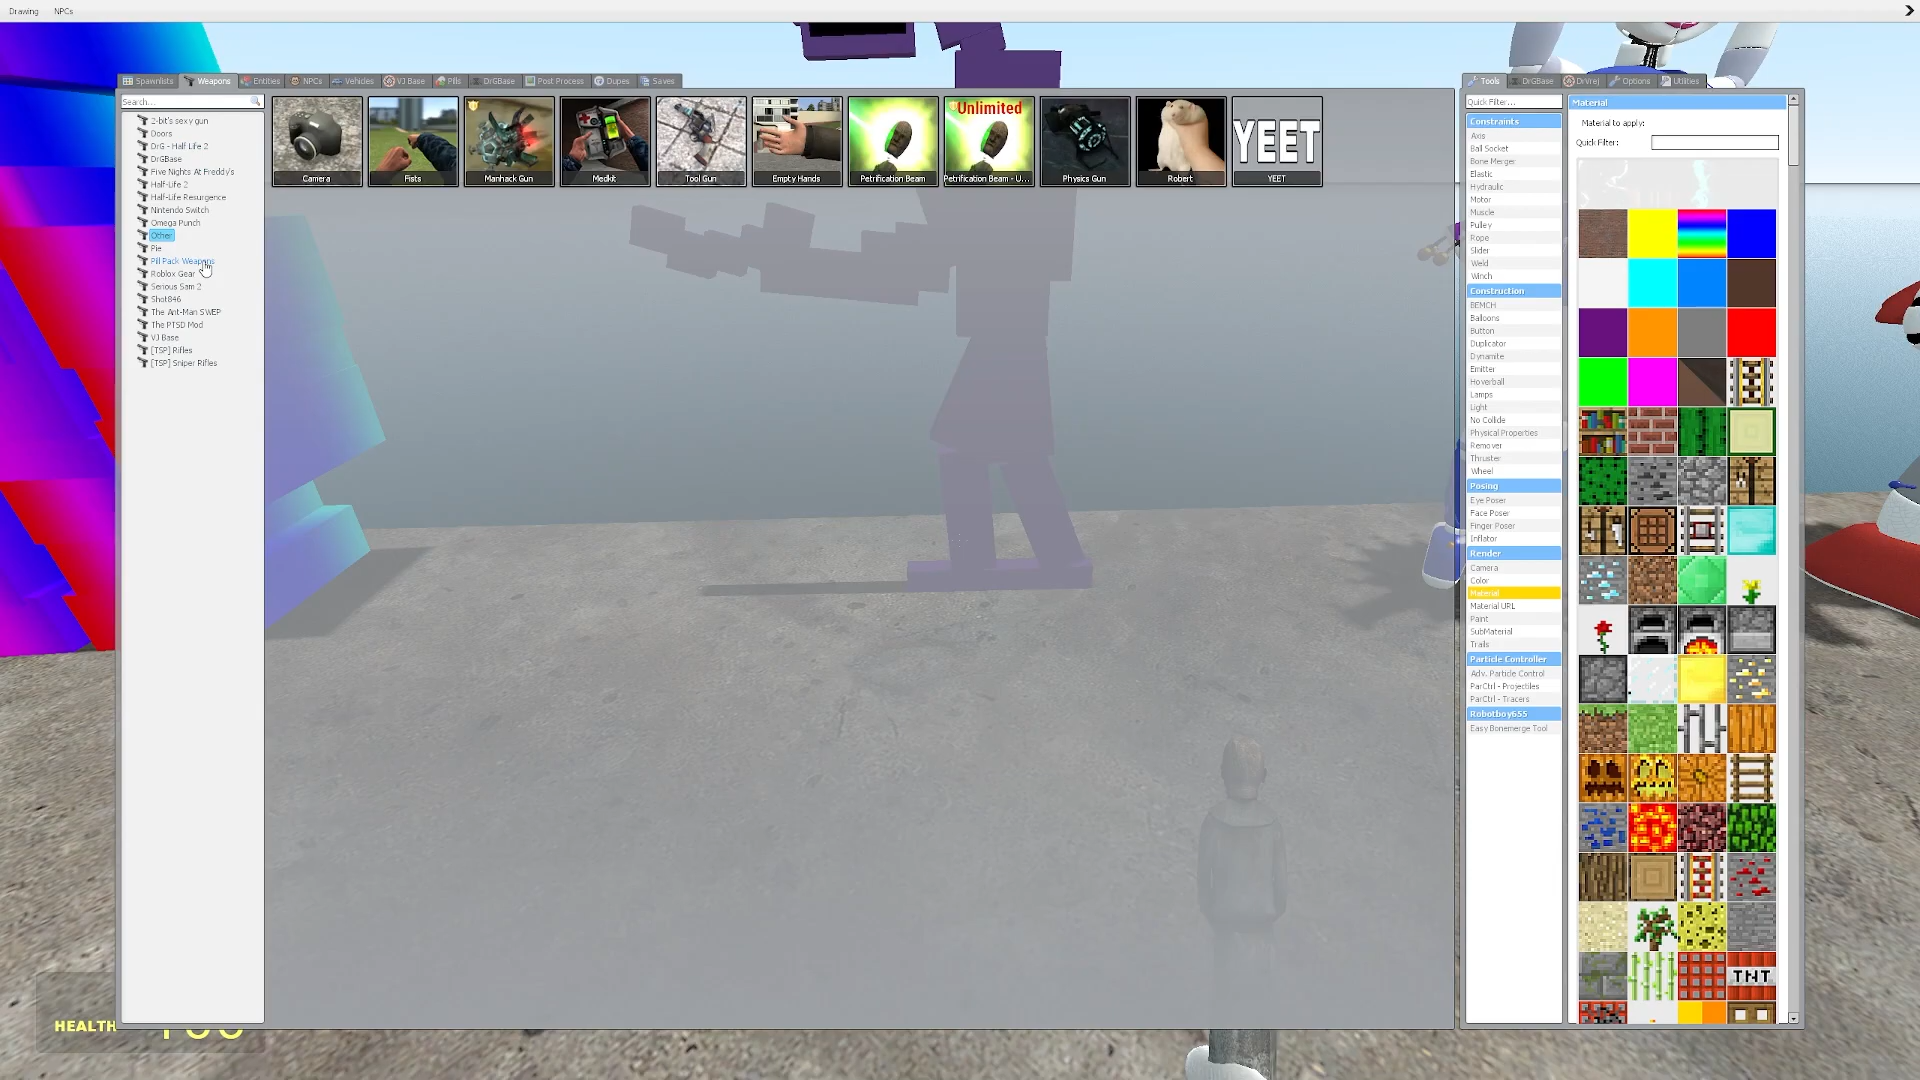 Drawing NPCs
Spawnlists Weapons Entities NPCs Vehicles VJ Base Pills DrGBase Post Process Dupes Saves
Search...
2-bit's sexy gun
Doors
DrG - Half Life 2
DrGBase
Five Nights At Freddy's
Half-Life 2
Half-Life Resurgence
Nintendo Switch
Omega Punch
Other
Pie
Pill Pack Weapons
Roblox Gear
Serious Sam 2
Shot846
The Ant-Man SWEP
The PTSD Mod
VJ Base
[TSP] Rifles
[TSP] Sniper Rifles
Camera
Fists
Manhack Gun
Medkit
Tool Gun
Empty Hands
Petrification Beam
Unlimited
Petrification Beam - U...
Physics Gun
Robert
YEET
YEET
Tools DrGBase DrVrej Options Utilities
Quick Filter...
Constraints
Axis
Ball Socket
Bone Merger
Elastic
Hydraulic
Motor
Muscle
Pulley
Rope
Slider
Weld
Winch
Construction
BEMCH
Balloons
Button
Duplicator
Dynamite
Emitter
Hoverball
Lamps
Light
No Collide
Physical Properties
Remover
Thruster
Wheel
Posing
Eye Poser
Face Poser
Finger Poser
Inflator
Render
Camera
Color
Material
Material URL
Paint
SubMaterial
Trails
Particle Controller
Adv. Particle Control
ParCtrl - Projectiles
ParCtrl - Tracers
Robotboy655
Easy Bonemerge Tool
Material
Material to apply:
Quick Filter:
TNT
HEALTH